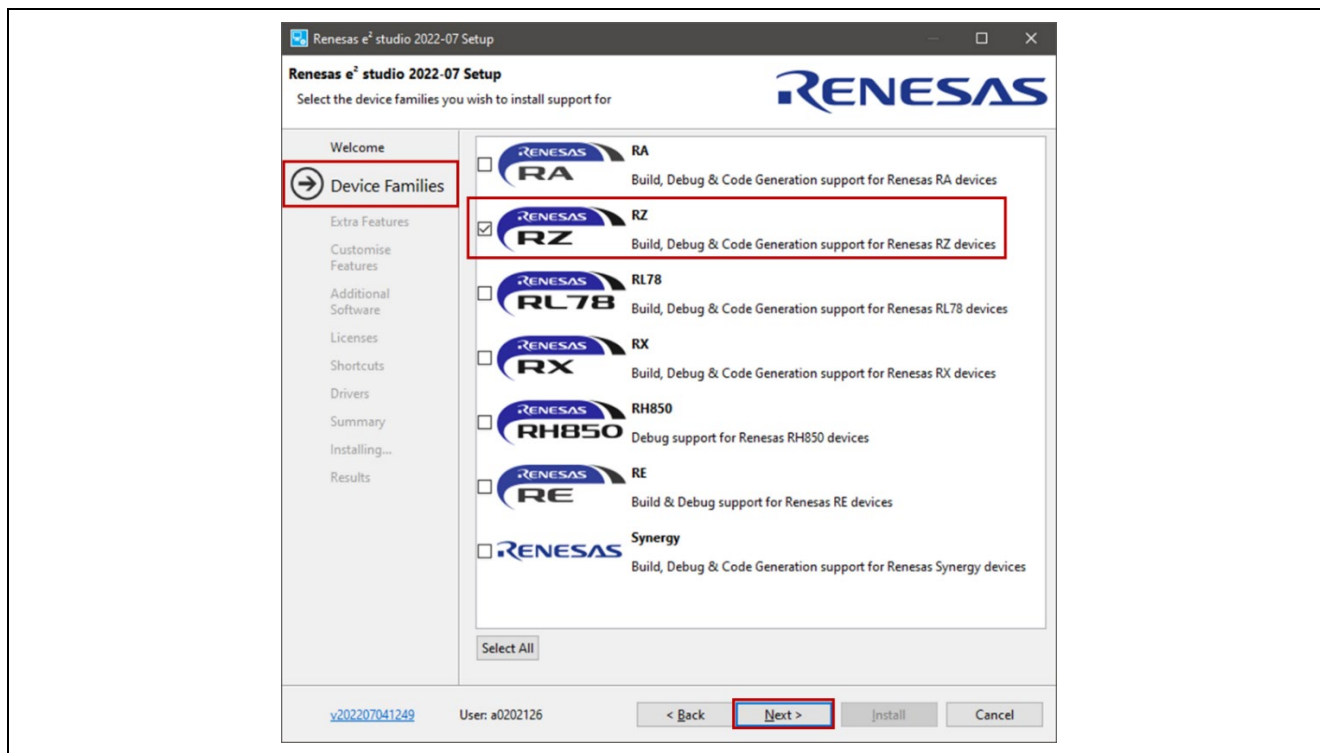 Renesas e² studio 2022-07 Setup
Renesas e² studio 2022-07 Setup
Select the device families you wish to install support for
RENESAS
Welcome
Device Families
Extra Features
Customise
Features
Additional
Software
Licenses
Shortcuts
Drivers
Summary
Installing...
Results
RENESAS
RA
RA
Build, Debug & Code Generation support for Renesas RA devices
RENESAS
RZ
RZ
Build, Debug & Code Generation support for Renesas RZ devices
RENESAS
RL78
RL78
Build, Debug & Code Generation support for Renesas RL78 devices
RENESAS
RX
RX
Build, Debug & Code Generation support for Renesas RX devices
RENESAS
RH850
RH850
Debug support for Renesas RH850 devices
RENESAS
RE
RE
Build & Debug support for Renesas RE devices
RENESAS
Synergy
Build, Debug & Code Generation support for Renesas Synergy devices
Select All
v202207041249
User: a0202126
< Back
Next >
Install
Cancel